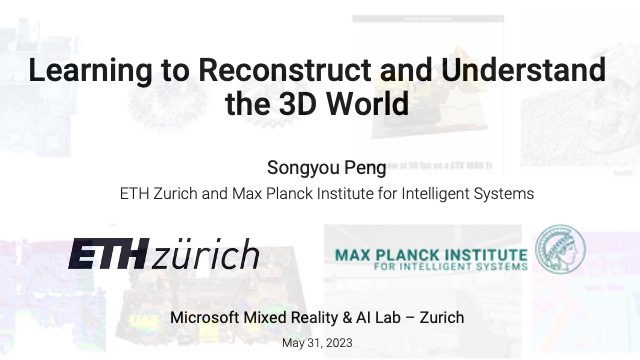 Learning to Reconstruct and Understand
the 3D World
Songyou Peng
ETH Zurich and Max Planck Institute for Intelligent Systems
ETH zürich
MAX PLANCK INSTITUTE
FOR INTELLIGENT SYSTEMS
Microsoft Mixed Reality & AI Lab – Zurich
May 31, 2023